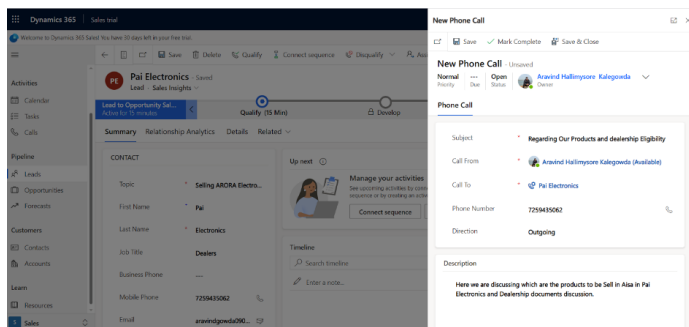 Dynamics 365 Sales trial
Welcome to Dynamics 365 Sales! You have 30 days left in your free trial.
Save Delete Qualify Connect sequence Disqualify
Activities
Calendar
Tasks
Calls
Pipeline
Leads
Opportunities
Forecasts
Customers
Contacts
Accounts
Learn
Resources
Sales
PE
Pai Electronics - Saved
Lead · Sales Insights
Lead to Opportunity Sal...
Active for 15 minutes
Qualify (15 Min)
Develop
Summary Relationship Analytics Details Related
CONTACT
Topic * Selling ARORA Electro...
First Name * Pai
Last Name * Electronics
Job Title Dealers
Business Phone ---
Mobile Phone 7259435062
Email aravindgowda090...
Up next
Manage your activities
Connect sequence
Timeline
Search timeline
Enter a note...
New Phone Call
Save Mark Complete Save & Close
New Phone Call - Unsaved
Normal --- Open Aravind Hallimysore Kalegowda
Priority Due Status Owner
Phone Call
Subject * Regarding Our Products and dealership Eligibility
Call From * Aravind Hallimysore Kalegowda (Available)
Call To * Pai Electronics
Phone Number 7259435062
Direction Outgoing
Description
Here we are discussing which are the products to be Sell in Aisa in Pai
Electronics and Dealership documents discussion.